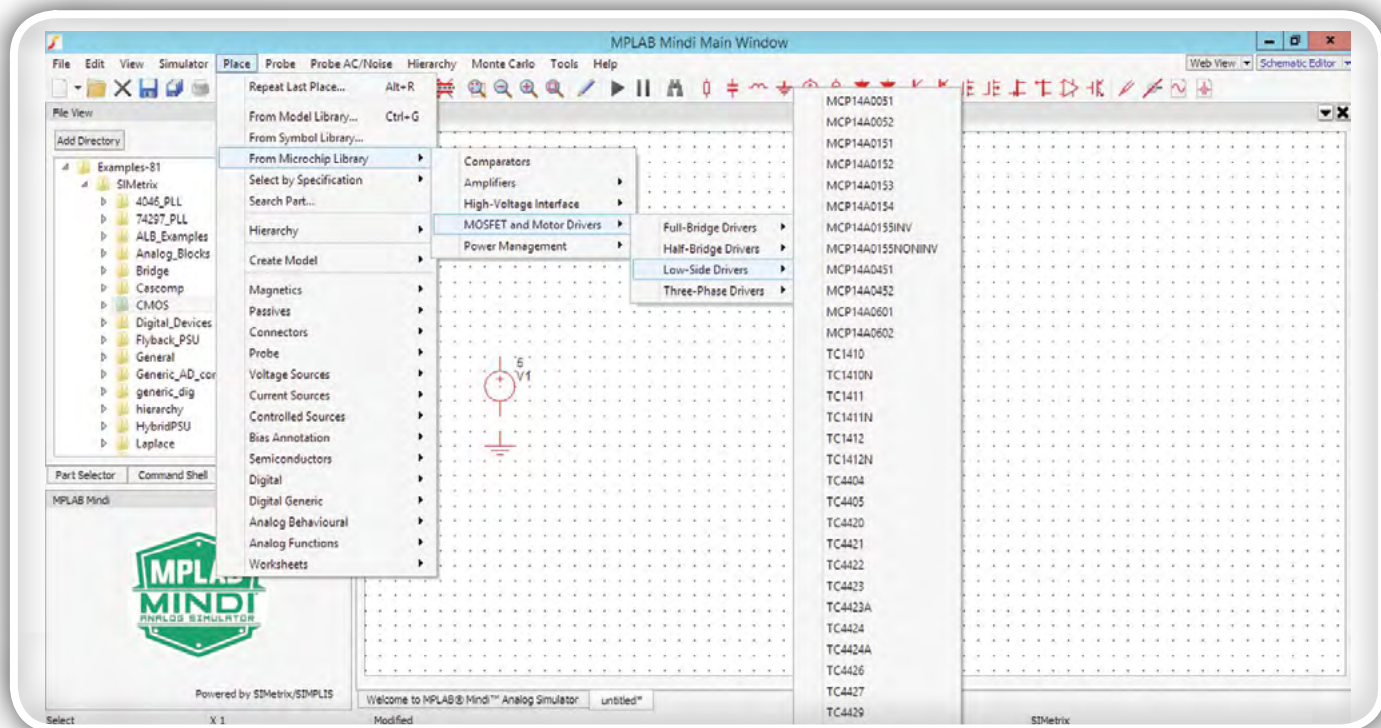 MPLAB Mindi Main Window
File Edit View Simulator Place Probe Probe AC/Noise Hierarchy Monte Carlo Tools Help
Web View Schematic Editor
File View
Add Directory
Examples-81
SIMetrix
4046_PLL
74297_PLL
ALB_Examples
Analog_Blocks
Bridge
Cascomp
CMOS
Digital_Devices
Flyback_PSU
General
Generic_AD_cor
generic_dig
hierarchy
HybridPSU
Laplace
Part Selector Command Shell
MPLAB Mindi
MPLAB
MINDI
ANALOG SIMULATOR
Powered by SIMetrix/SIMPLIS
Repeat Last Place... Alt+R
From Model Library... Ctrl+G
From Symbol Library...
From Microchip Library
Select by Specification
Search Part...
Hierarchy
Create Model
Magnetics
Passives
Connectors
Probe
Voltage Sources
Current Sources
Controlled Sources
Bias Annotation
Semiconductors
Digital
Digital Generic
Analog Behavioural
Analog Functions
Worksheets
Comparators
Amplifiers
High-Voltage Interface
MOSFET and Motor Drivers
Power Management
Full-Bridge Drivers
Half-Bridge Drivers
Low-Side Drivers
Three-Phase Drivers
MCP14A0051
MCP14A0052
MCP14A0151
MCP14A0152
MCP14A0153
MCP14A0154
MCP14A0155INV
MCP14A0155NONINV
MCP14A0451
MCP14A0452
MCP14A0601
MCP14A0602
TC1410
TC1410N
TC1411
TC1411N
TC1412
TC1412N
TC4404
TC4405
TC4420
TC4421
TC4422
TC4423
TC4423A
TC4424
TC4424A
TC4426
TC4427
TC4429
5
V1
Welcome to MPLAB® Mindi™ Analog Simulator untitled*
Select X 1 Modified SIMetrix